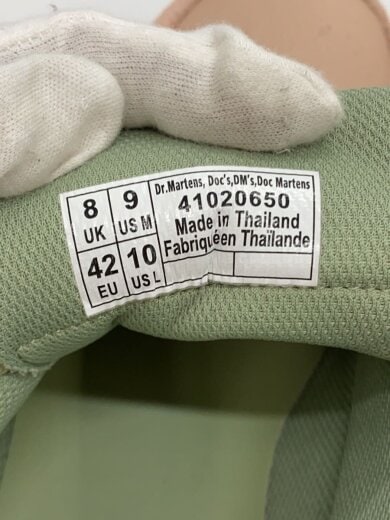 8 UK
9 US M
42 EU
10 US L
Dr.Martens, Doc's,DM's,Doc Martens
41020650
Made in Thailand
Fabriquéen Thaïlande